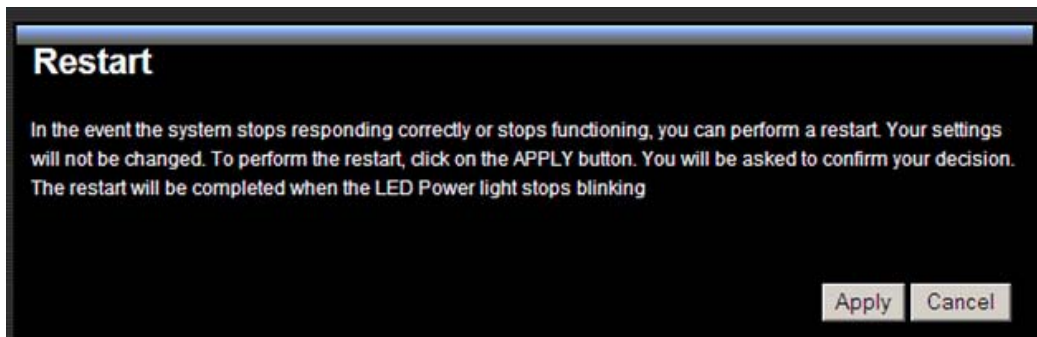 Restart
In the event the system stops responding correctly or stops functioning, you can perform a restart. Your settings
will not be changed. To perform the restart, click on the APPLY button. You will be asked to confirm your decision.
The restart will be completed when the LED Power light stops blinking
Apply Cancel